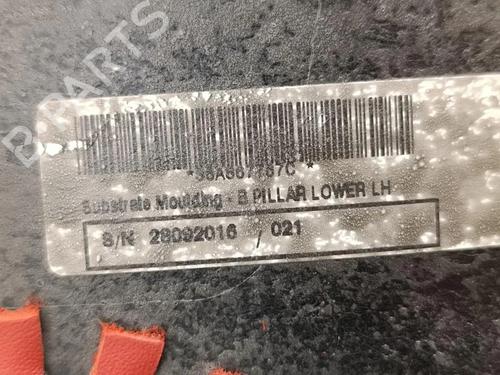 B-PARTS
Substrate Moulding - B PILLAR LOWER LH
S/N 28092016 / 021